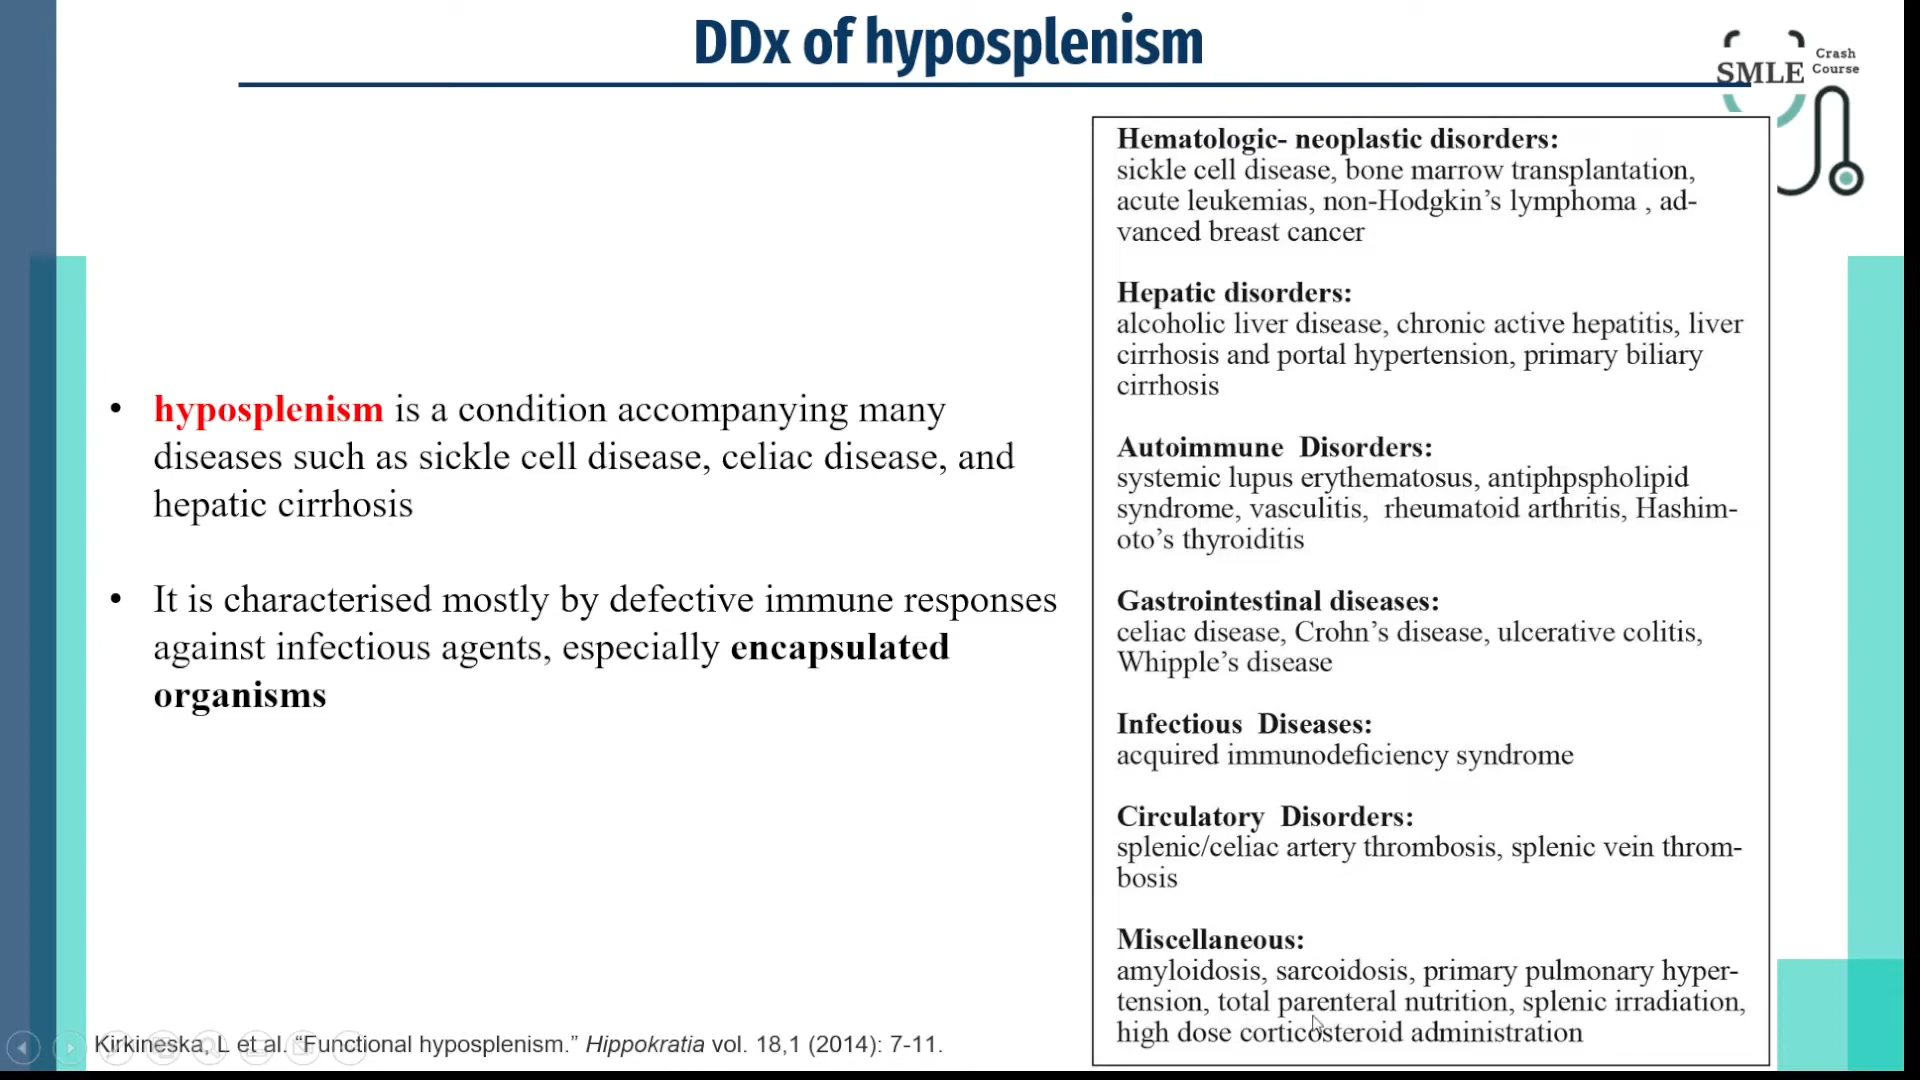 DDx of hyposplenism
SMLE Crash
Course
• hyposplenism is a condition accompanying many
diseases such as sickle cell disease, celiac disease, and
hepatic cirrhosis
• It is characterised mostly by defective immune responses
against infectious agents, especially encapsulated
organisms
Hematologic- neoplastic disorders:
sickle cell disease, bone marrow transplantation,
acute leukemias, non-Hodgkin’s lymphoma , ad-
vanced breast cancer
Hepatic disorders:
alcoholic liver disease, chronic active hepatitis, liver
cirrhosis and portal hypertension, primary biliary
cirrhosis
Autoimmune Disorders:
systemic lupus erythematosus, antiphpspholipid
syndrome, vasculitis, rheumatoid arthritis, Hashim-
oto’s thyroiditis
Gastrointestinal diseases:
celiac disease, Crohn’s disease, ulcerative colitis,
Whipple’s disease
Infectious Diseases:
acquired immunodeficiency syndrome
Circulatory Disorders:
splenic/celiac artery thrombosis, splenic vein throm-
bosis
Miscellaneous:
amyloidosis, sarcoidosis, primary pulmonary hyper-
tension, total parenteral nutrition, splenic irradiation,
high dose corticosteroid administration
Kirkineska, L et al. “Functional hyposplenism.” Hippokratia vol. 18,1 (2014): 7-11.